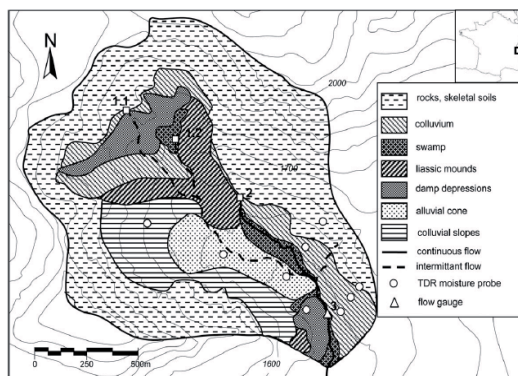 N
2000
1.1
1.2
1700
2
3
1600
0 250 500m
rocks, skeletal soils
colluvium
swamp
liassic mounds
damp depressions
alluvial cone
colluvial slopes
continuous flow
intermittant flow
TDR moisture probe
flow gauge